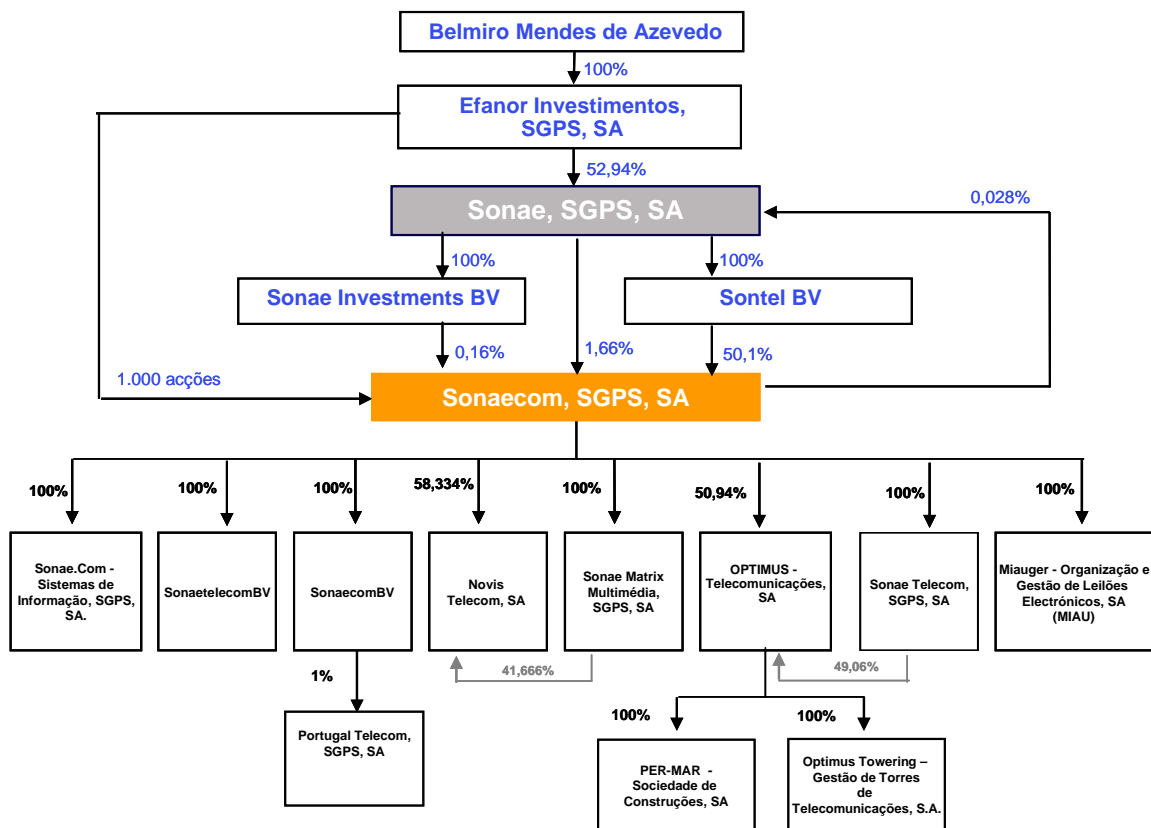 Belmiro Mendes de Azevedo
100%
Efanor Investimentos,
SGPS, SA
52,94%
Sonae, SGPS, SA
0,028%
100%
100%
Sonae Investments BV
Sontel BV
0,16%
1,66%
50,1%
1.000 acções
Sonaecom, SGPS, SA
100%
100%
100%
58,334%
100%
50,94%
100%
100%
Sonae.Com -
Sistemas de
Informação, SGPS,
SA.
SonaetelecomBV
SonaecomBV
Novis
Telecom, SA
Sonae Matrix
Multimédia,
SGPS, SA
OPTIMUS -
Telecomunicações,
SA
Sonae Telecom,
SGPS, SA
Miauger - Organização e
Gestão de Leilões
Electrónicos, SA
(MIAU)
1%
41,666%
49,06%
100%
100%
Portugal Telecom,
SGPS, SA
PER-MAR -
Sociedade de
Construções, SA
Optimus Towering –
Gestão de Torres
de
Telecomunicações, S.A.